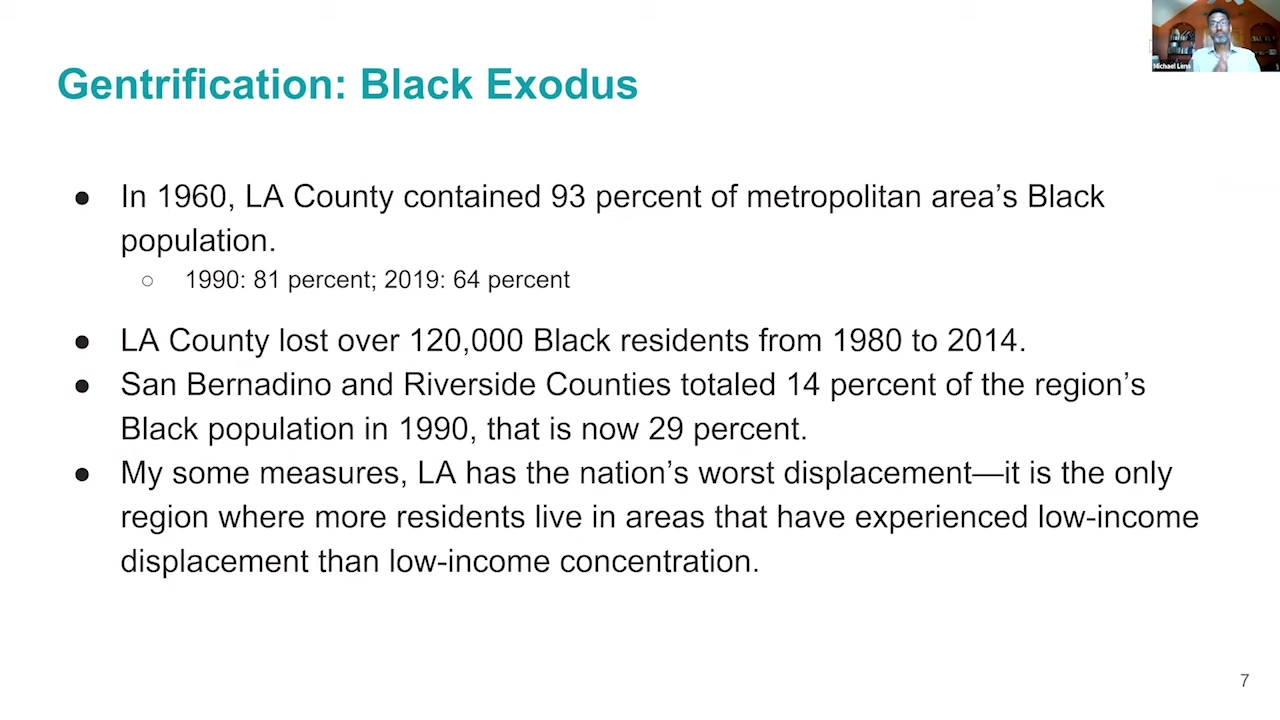 Michael Lens
Gentrification: Black Exodus
● In 1960, LA County contained 93 percent of metropolitan area’s Black
population.
○ 1990: 81 percent; 2019: 64 percent
● LA County lost over 120,000 Black residents from 1980 to 2014.
● San Bernadino and Riverside Counties totaled 14 percent of the region’s
Black population in 1990, that is now 29 percent.
● My some measures, LA has the nation’s worst displacement—it is the only
region where more residents live in areas that have experienced low-income
displacement than low-income concentration.
7